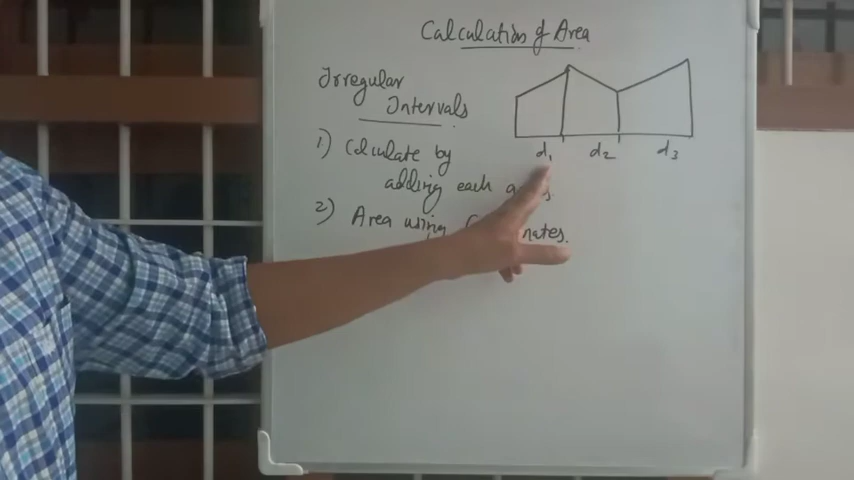 Calculation of Area
Irregular
Intervals
1) Calculate by
adding each
2) Area using
d1 d2 d3